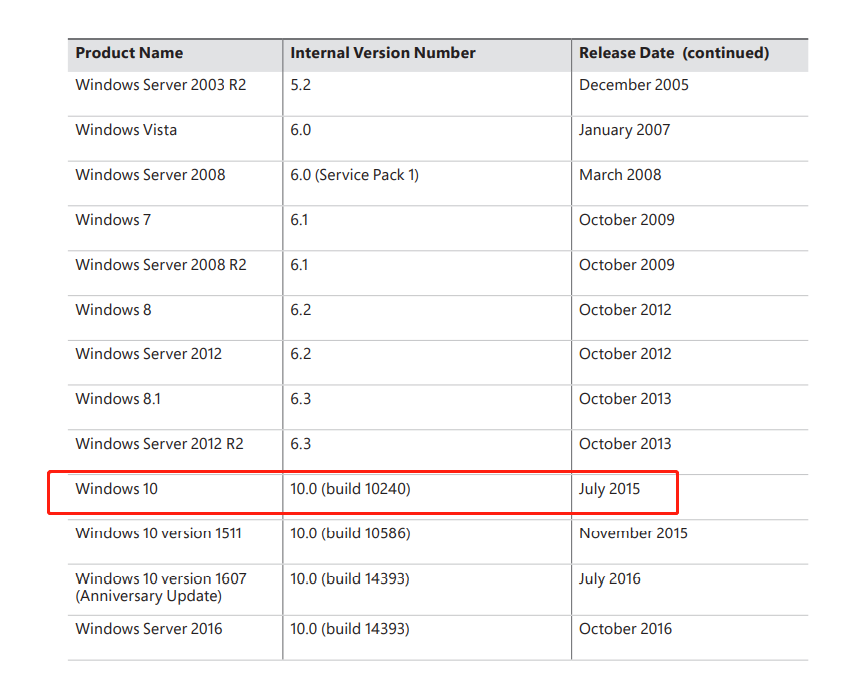 Product Name Internal Version Number Release Date (continued)
Windows Server 2003 R2 5.2 December 2005
Windows Vista 6.0 January 2007
Windows Server 2008 6.0 (Service Pack 1) March 2008
Windows 7 6.1 October 2009
Windows Server 2008 R2 6.1 October 2009
Windows 8 6.2 October 2012
Windows Server 2012 6.2 October 2012
Windows 8.1 6.3 October 2013
Windows Server 2012 R2 6.3 October 2013
Windows 10 10.0 (build 10240) July 2015
Windows 10 version 1511 10.0 (build 10586) November 2015
Windows 10 version 1607 10.0 (build 14393) July 2016
(Anniversary Update)
Windows Server 2016 10.0 (build 14393) October 2016